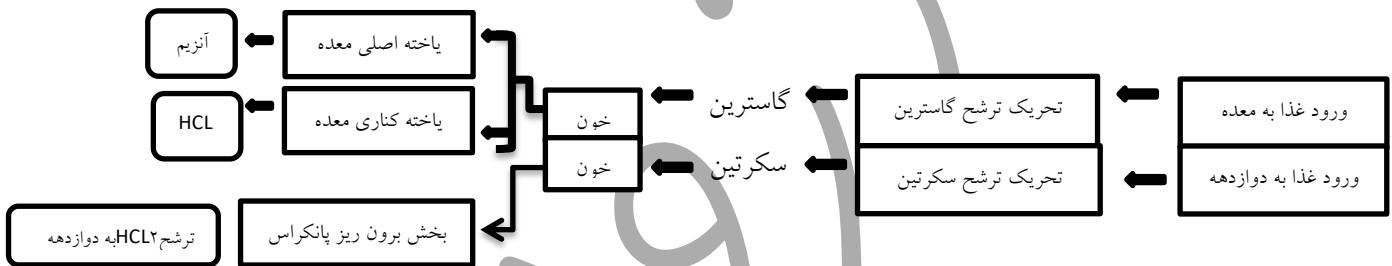 ورود غذا به معده
تحریک ترشح گاسترین
گاسترین
خون
یاخته اصلی معده
آنزیم
یاخته کناری معده
HCL
ورود غذا به دوازدهه
تحریک ترشح سکرتین
سکرتین
خون
بخش برون ریز پانکراس
ترشح۲HCLبه دوازدهه